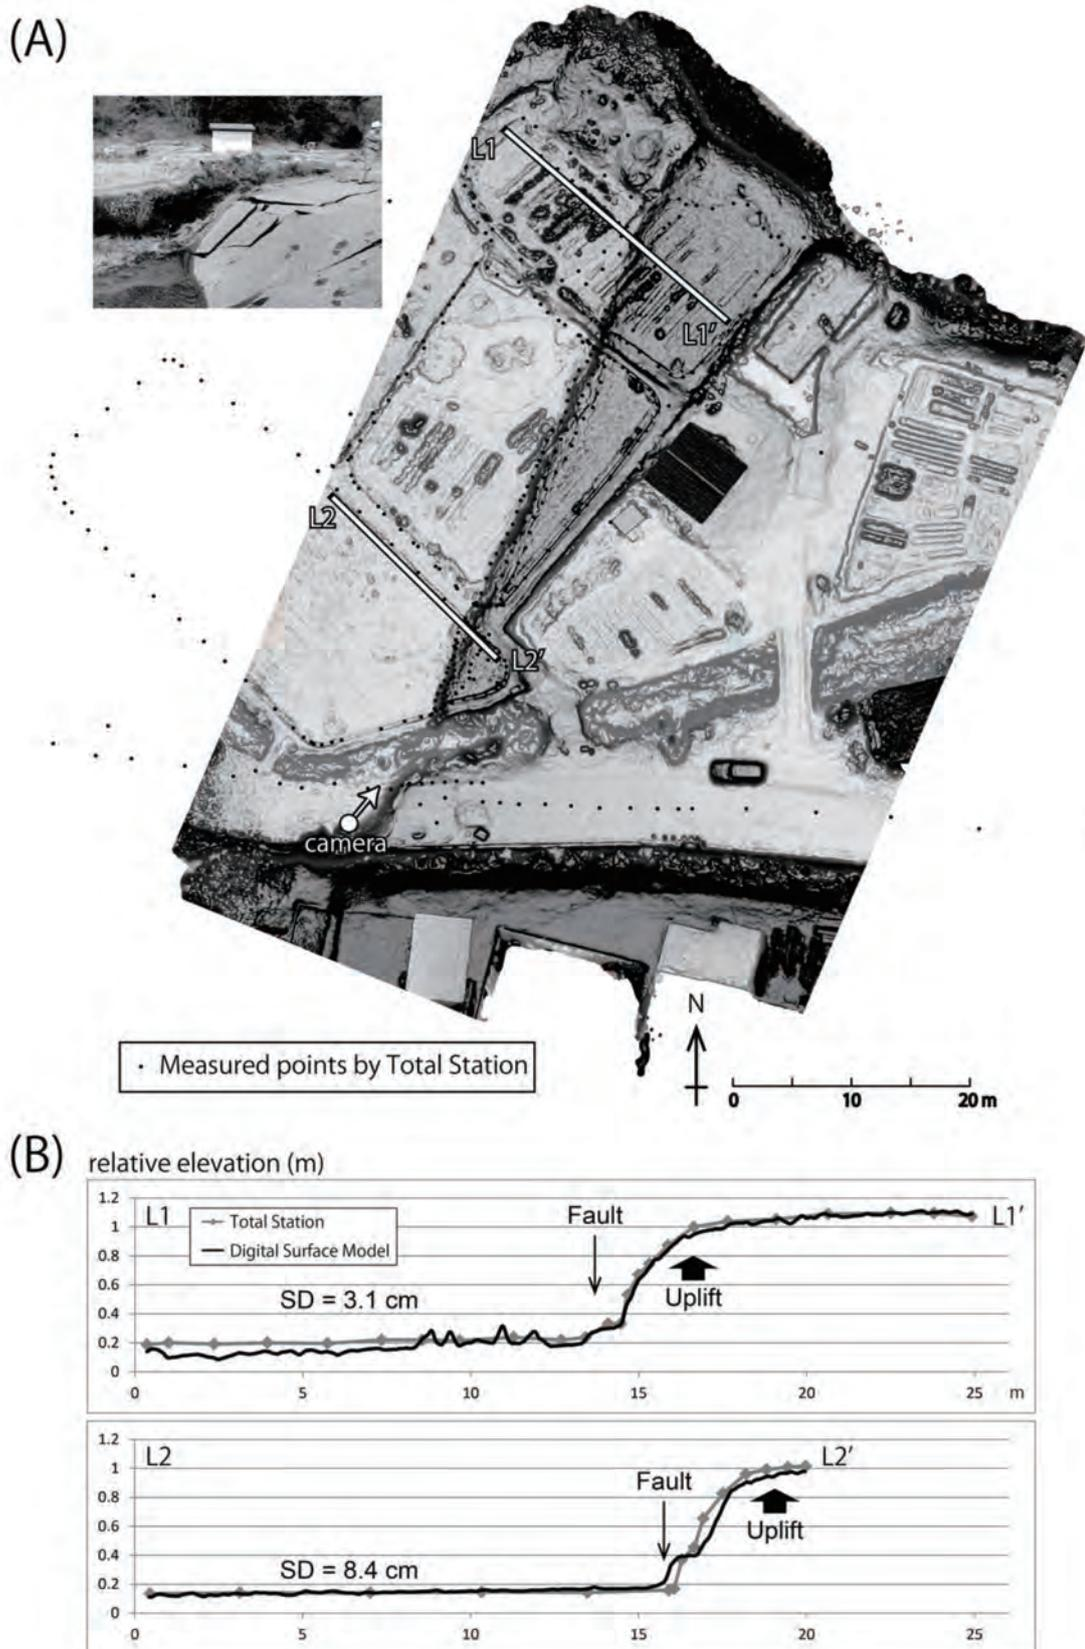 (A)
L1
L1'
L2
L2'
camera
N
· Measured points by Total Station
0 10 20 m
(B) relative elevation (m)
1.2
L1
Total Station
Digital Surface Model
Fault
L1'
1
0.8
Uplift
0.6
SD = 3.1 cm
0.4
0.2
0
0 5 10 15 20 25 m
1.2
L2
L2'
1
Fault
0.8
Uplift
0.6
0.4
SD = 8.4 cm
0.2
0
0 5 10 15 20 25